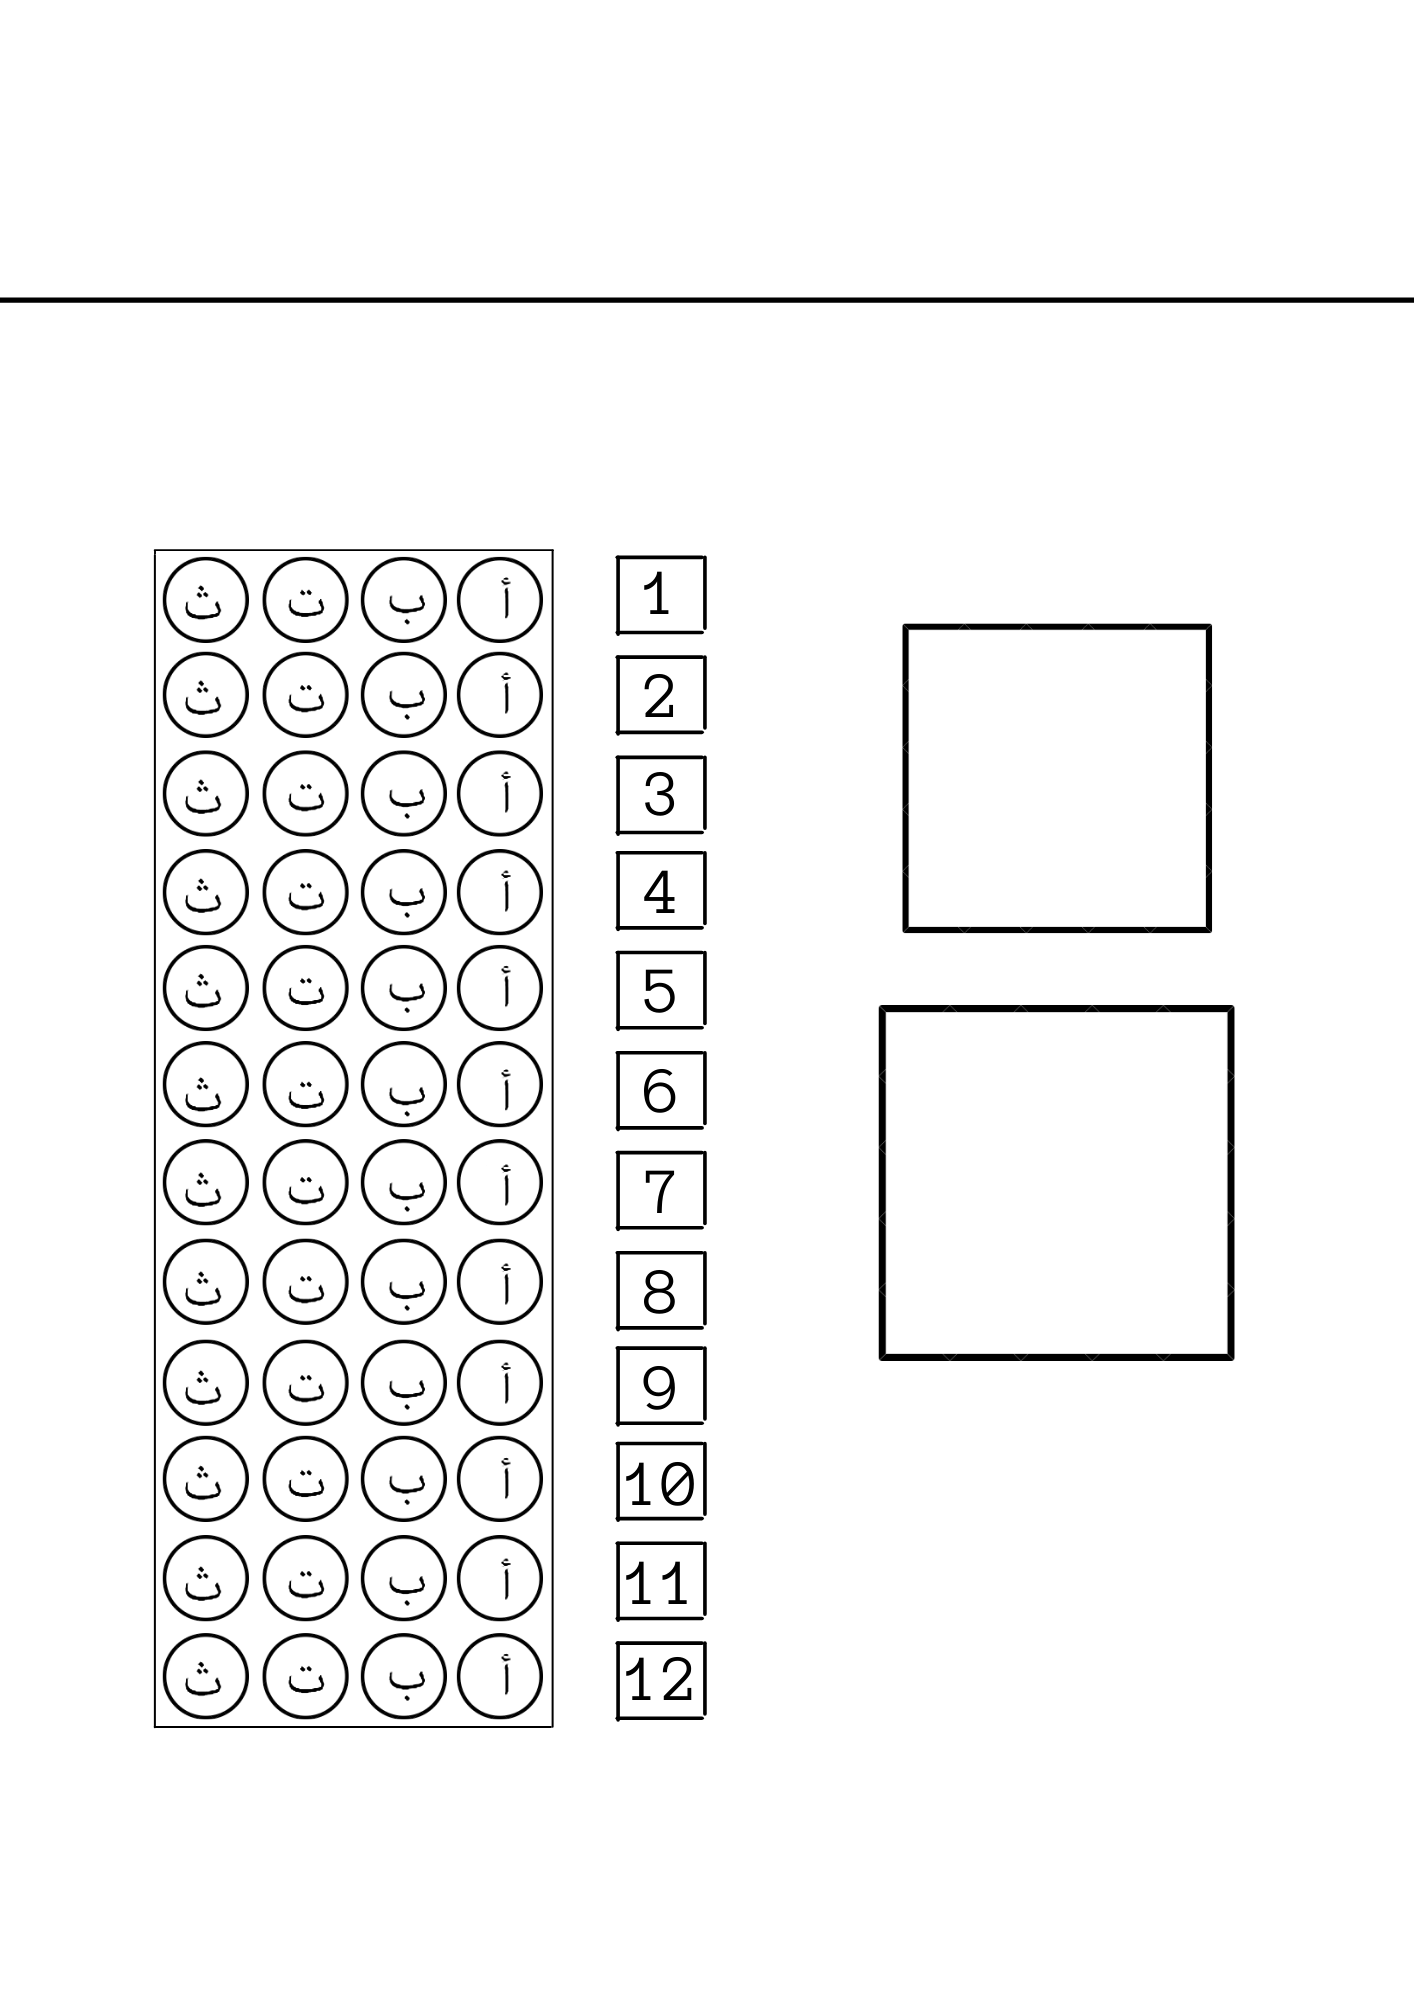 1 أ ب ت ث
2 أ ب ت ث
3 أ ب ت ث
4 أ ب ت ث
5 أ ب ت ث
6 أ ب ت ث
7 أ ب ت ث
8 أ ب ت ث
9 أ ب ت ث
10 أ ب ت ث
11 أ ب ت ث
12 أ ب ت ث